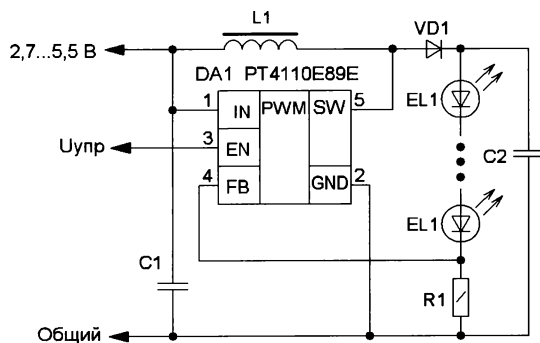 L1
VD1
2,7...5,5 В
DA1 PT4110E89E
1 IN PWM SW 5
EL1
Uупр
3 EN
C2
4 FB GND 2
EL1
C1
R1
Общий